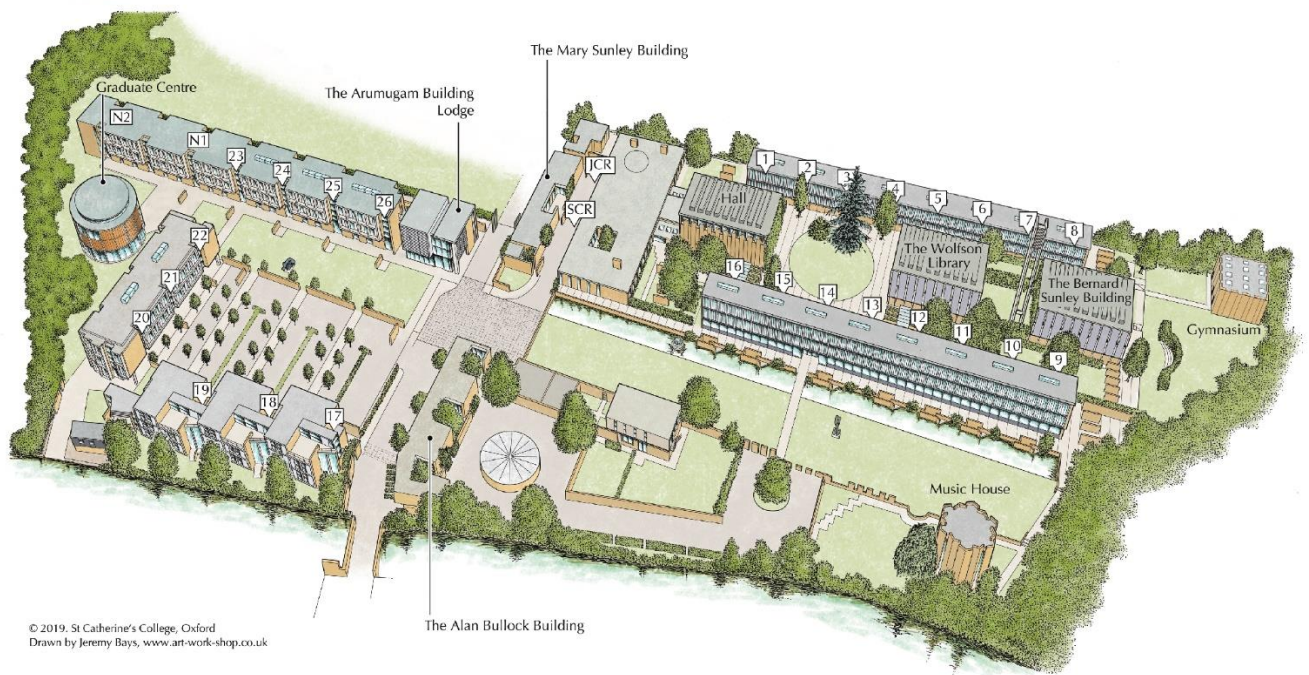 The Mary Sunley Building
Graduate Centre
The Arumugam Building
Lodge
N2
N1
23
24
25
26
JCR
SCR
Hall
1
2
3
4
5
6
7
8
The Wolfson
Library
The Bernard
Sunley Building
Gymnasium
22
21
20
19
18
17
16
15
14
13
12
11
10
9
Music House
The Alan Bullock Building
© 2019. St Catherine's College, Oxford
Drawn by Jeremy Bays, www.art-work-shop.co.uk